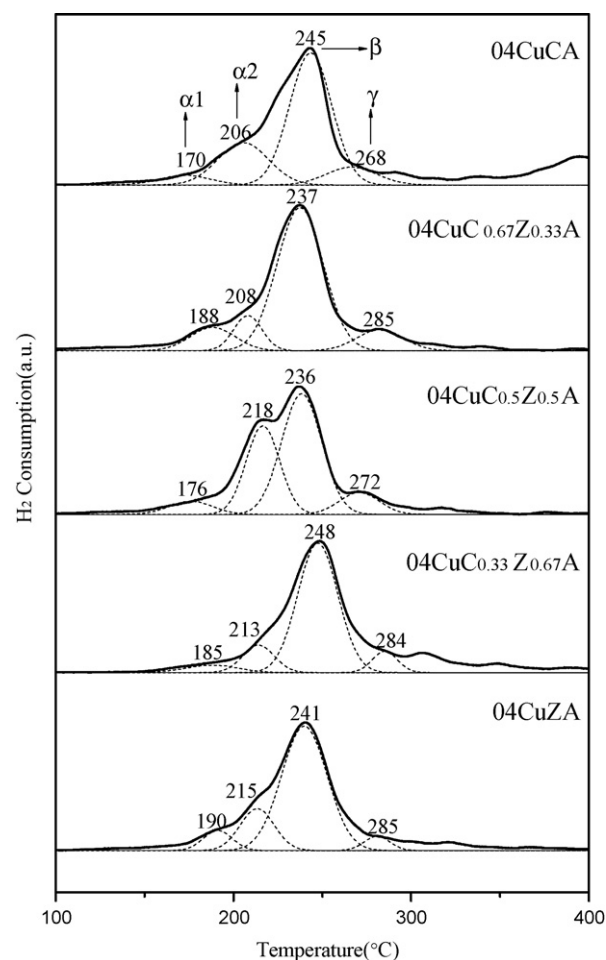 245
β
04CuCA
α1
α2
206
γ
170
268
237
04CuC 0.67Z0.33A
188
208
285
236
04CuC0.5Z0.5A
218
176
272
248
04CuC0.33 Z0.67A
213
185
284
241
04CuZA
215
190
285
H2 Consumption(a.u.)
100
200
300
400
Temperature(°C)